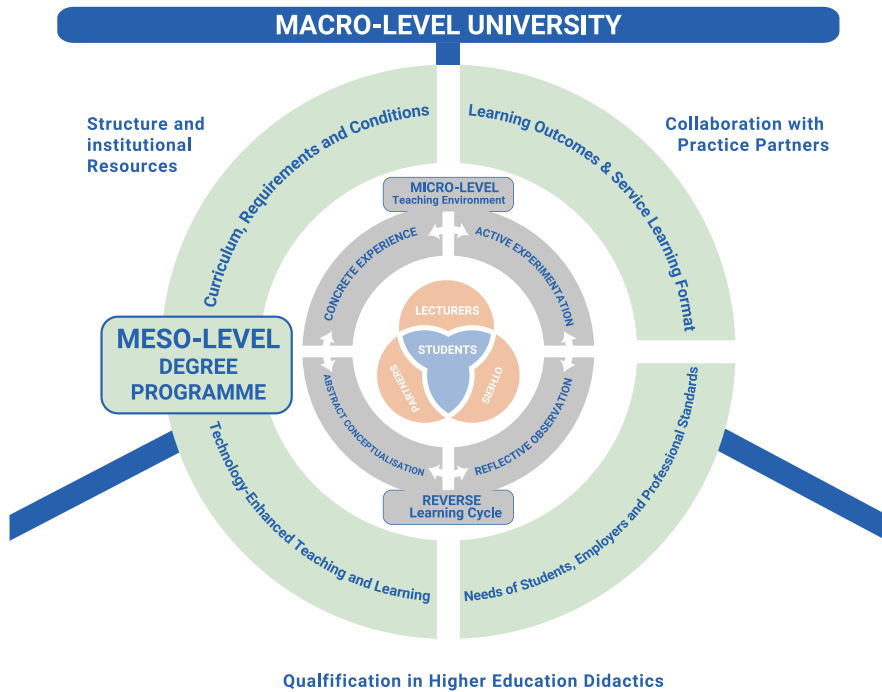 MACRO-LEVEL UNIVERSITY
Structure and
institutional
Resources
Collaboration with
Practice Partners
Curriculum, Requirements and Conditions
Learning Outcomes & Service Learning Format
MICRO-LEVEL
Teaching Environment
CONCRETE EXPERIENCE
ACTIVE EXPERIMENTATION
LECTURERS
STUDENTS
PARTNERS
OTHERS
MESO-LEVEL
DEGREE
PROGRAMME
ABSTRACT CONCEPTUALISATION
REFLECTIVE OBSERVATION
REVERSE
Learning Cycle
Technology-Enhanced Teaching and Learning
Needs of Students, Employers and Professional Standards
Qualfification in Higher Education Didactics